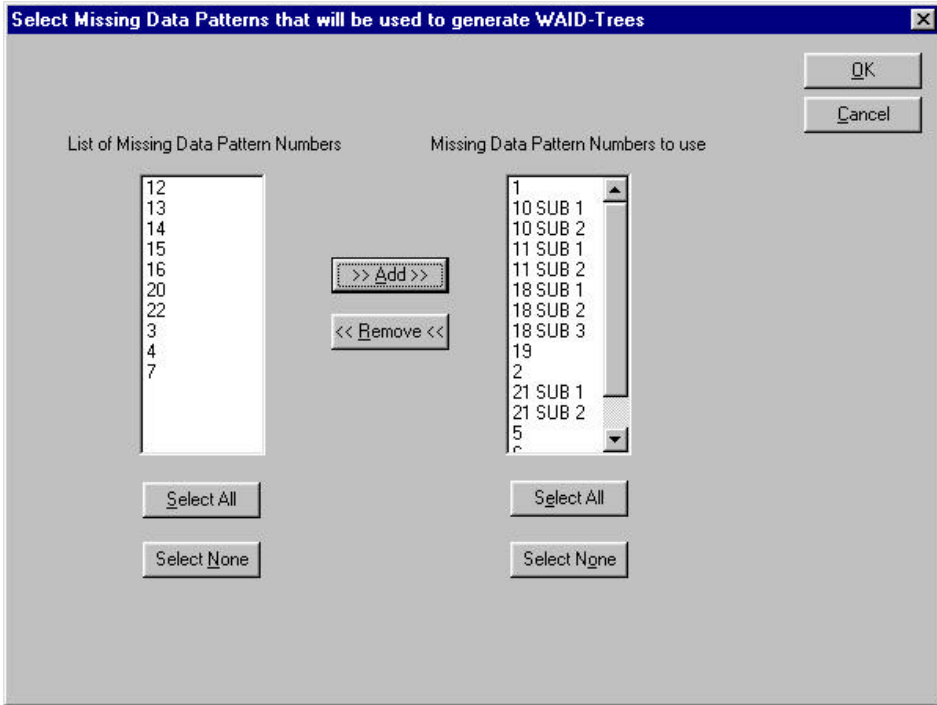 Select Missing Data Patterns that will be used to generate WAID-Trees
OK
Cancel
List of Missing Data Pattern Numbers
12
13
14
15
16
20
22
3
4
7
>> Add >>
<< Remove <<
Missing Data Pattern Numbers to use
1
10 SUB 1
10 SUB 2
11 SUB 1
11 SUB 2
18 SUB 1
18 SUB 2
18 SUB 3
19
2
21 SUB 1
21 SUB 2
5
Select All
Select None
Select All
Select None